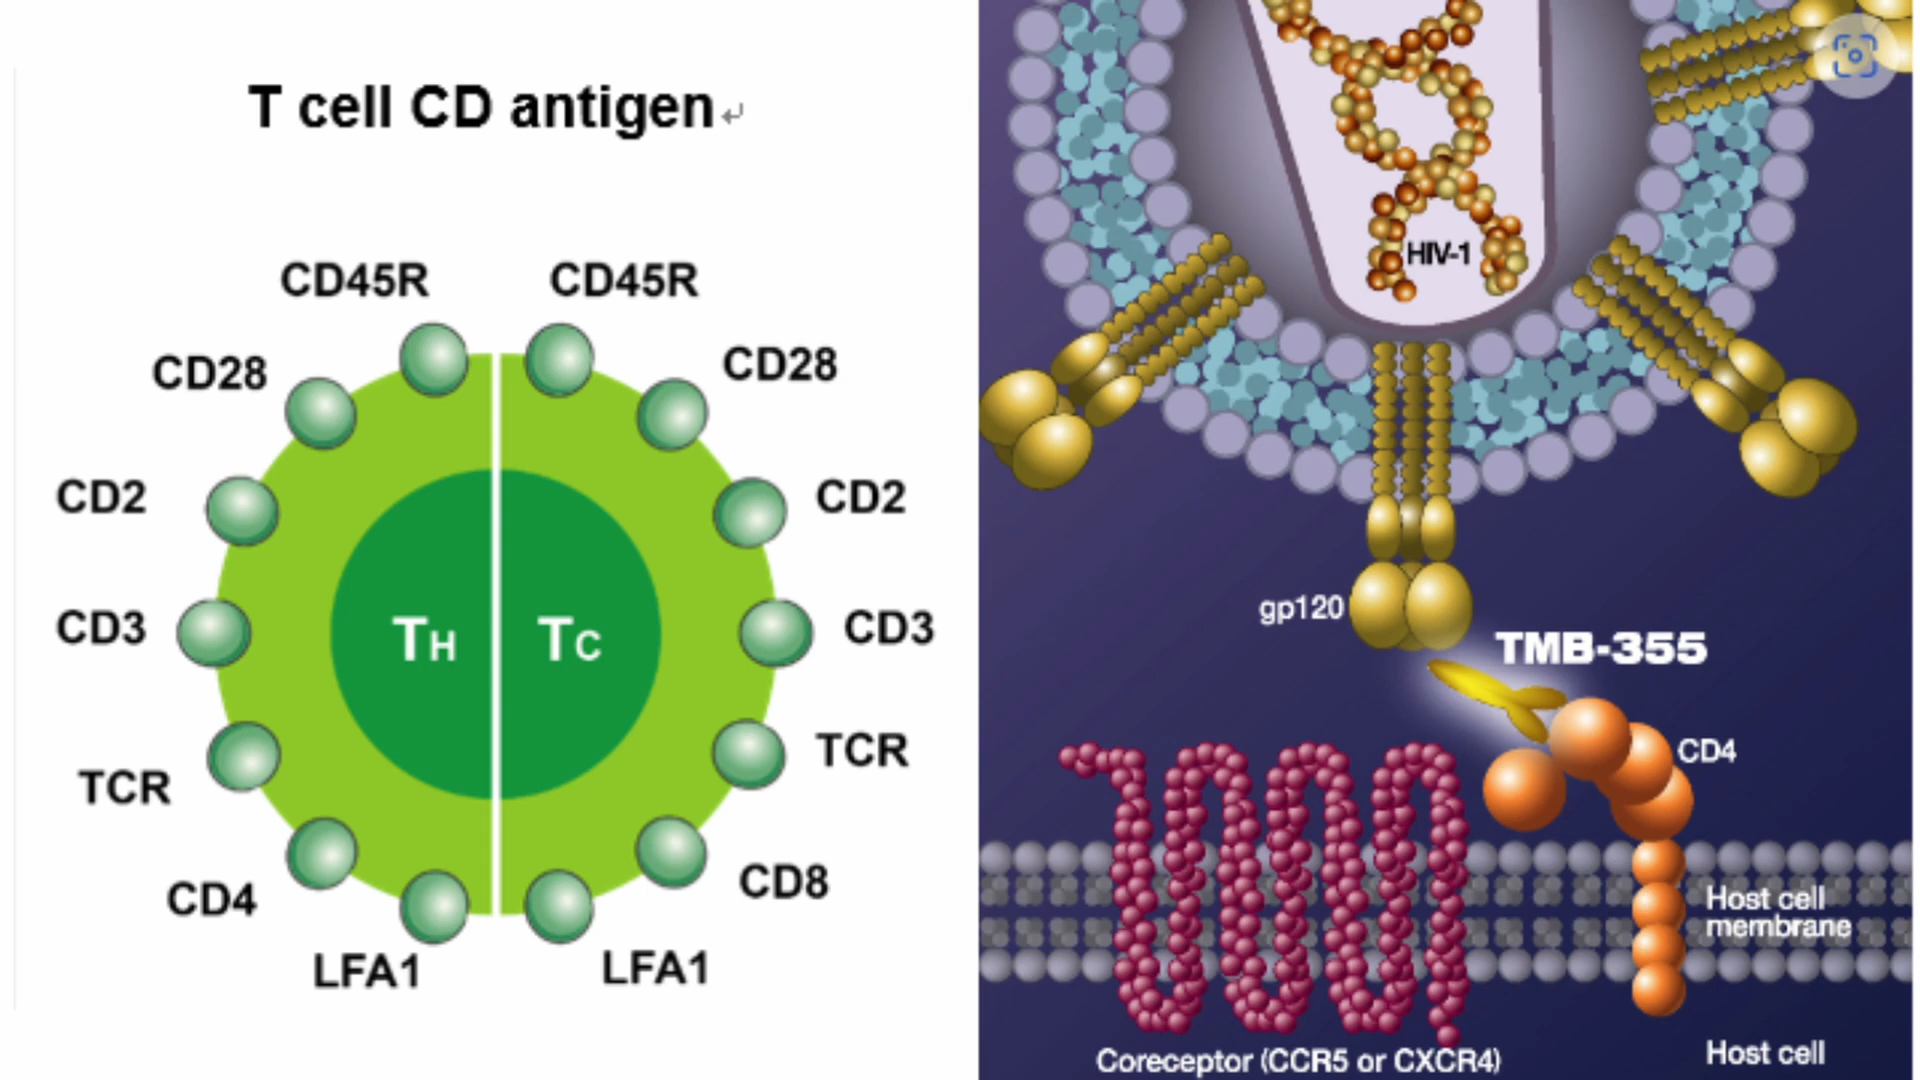 T cell CD antigen
CD45R
CD45R
CD28
CD28
CD2
CD2
CD3
CD3
TH
TC
TCR
TCR
CD4
CD8
LFA1
LFA1
HIV-1
gp120
TMB-355
CD4
Host cell
membrane
Coreceptor (CCR5 or CXCR4)
Host cell